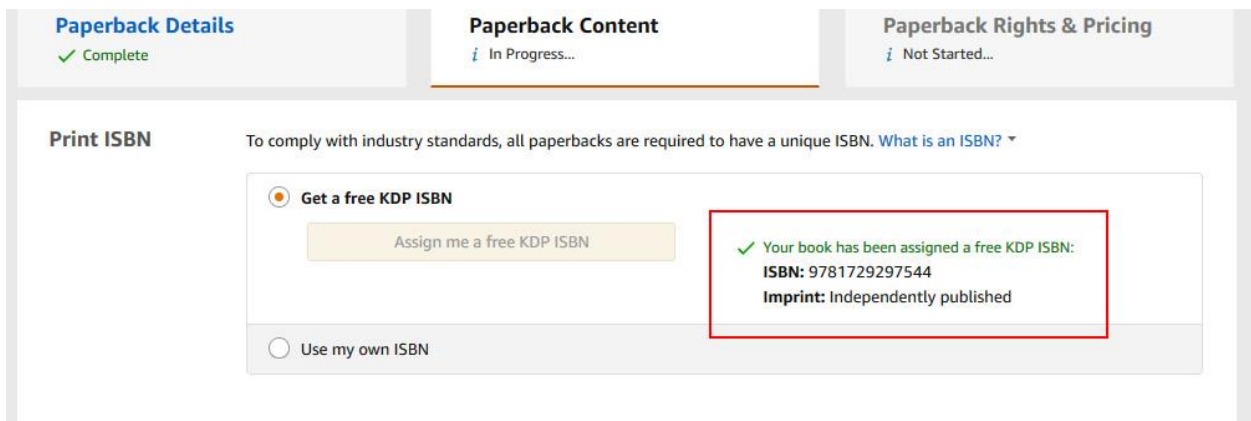 Paperback Details
✓ Complete
Paperback Content
i In Progress...
Paperback Rights & Pricing
i Not Started...
Print ISBN
To comply with industry standards, all paperbacks are required to have a unique ISBN. What is an ISBN?
Get a free KDP ISBN
Assign me a free KDP ISBN
✓ Your book has been assigned a free KDP ISBN:
ISBN: 9781729297544
Imprint: Independently published
Use my own ISBN